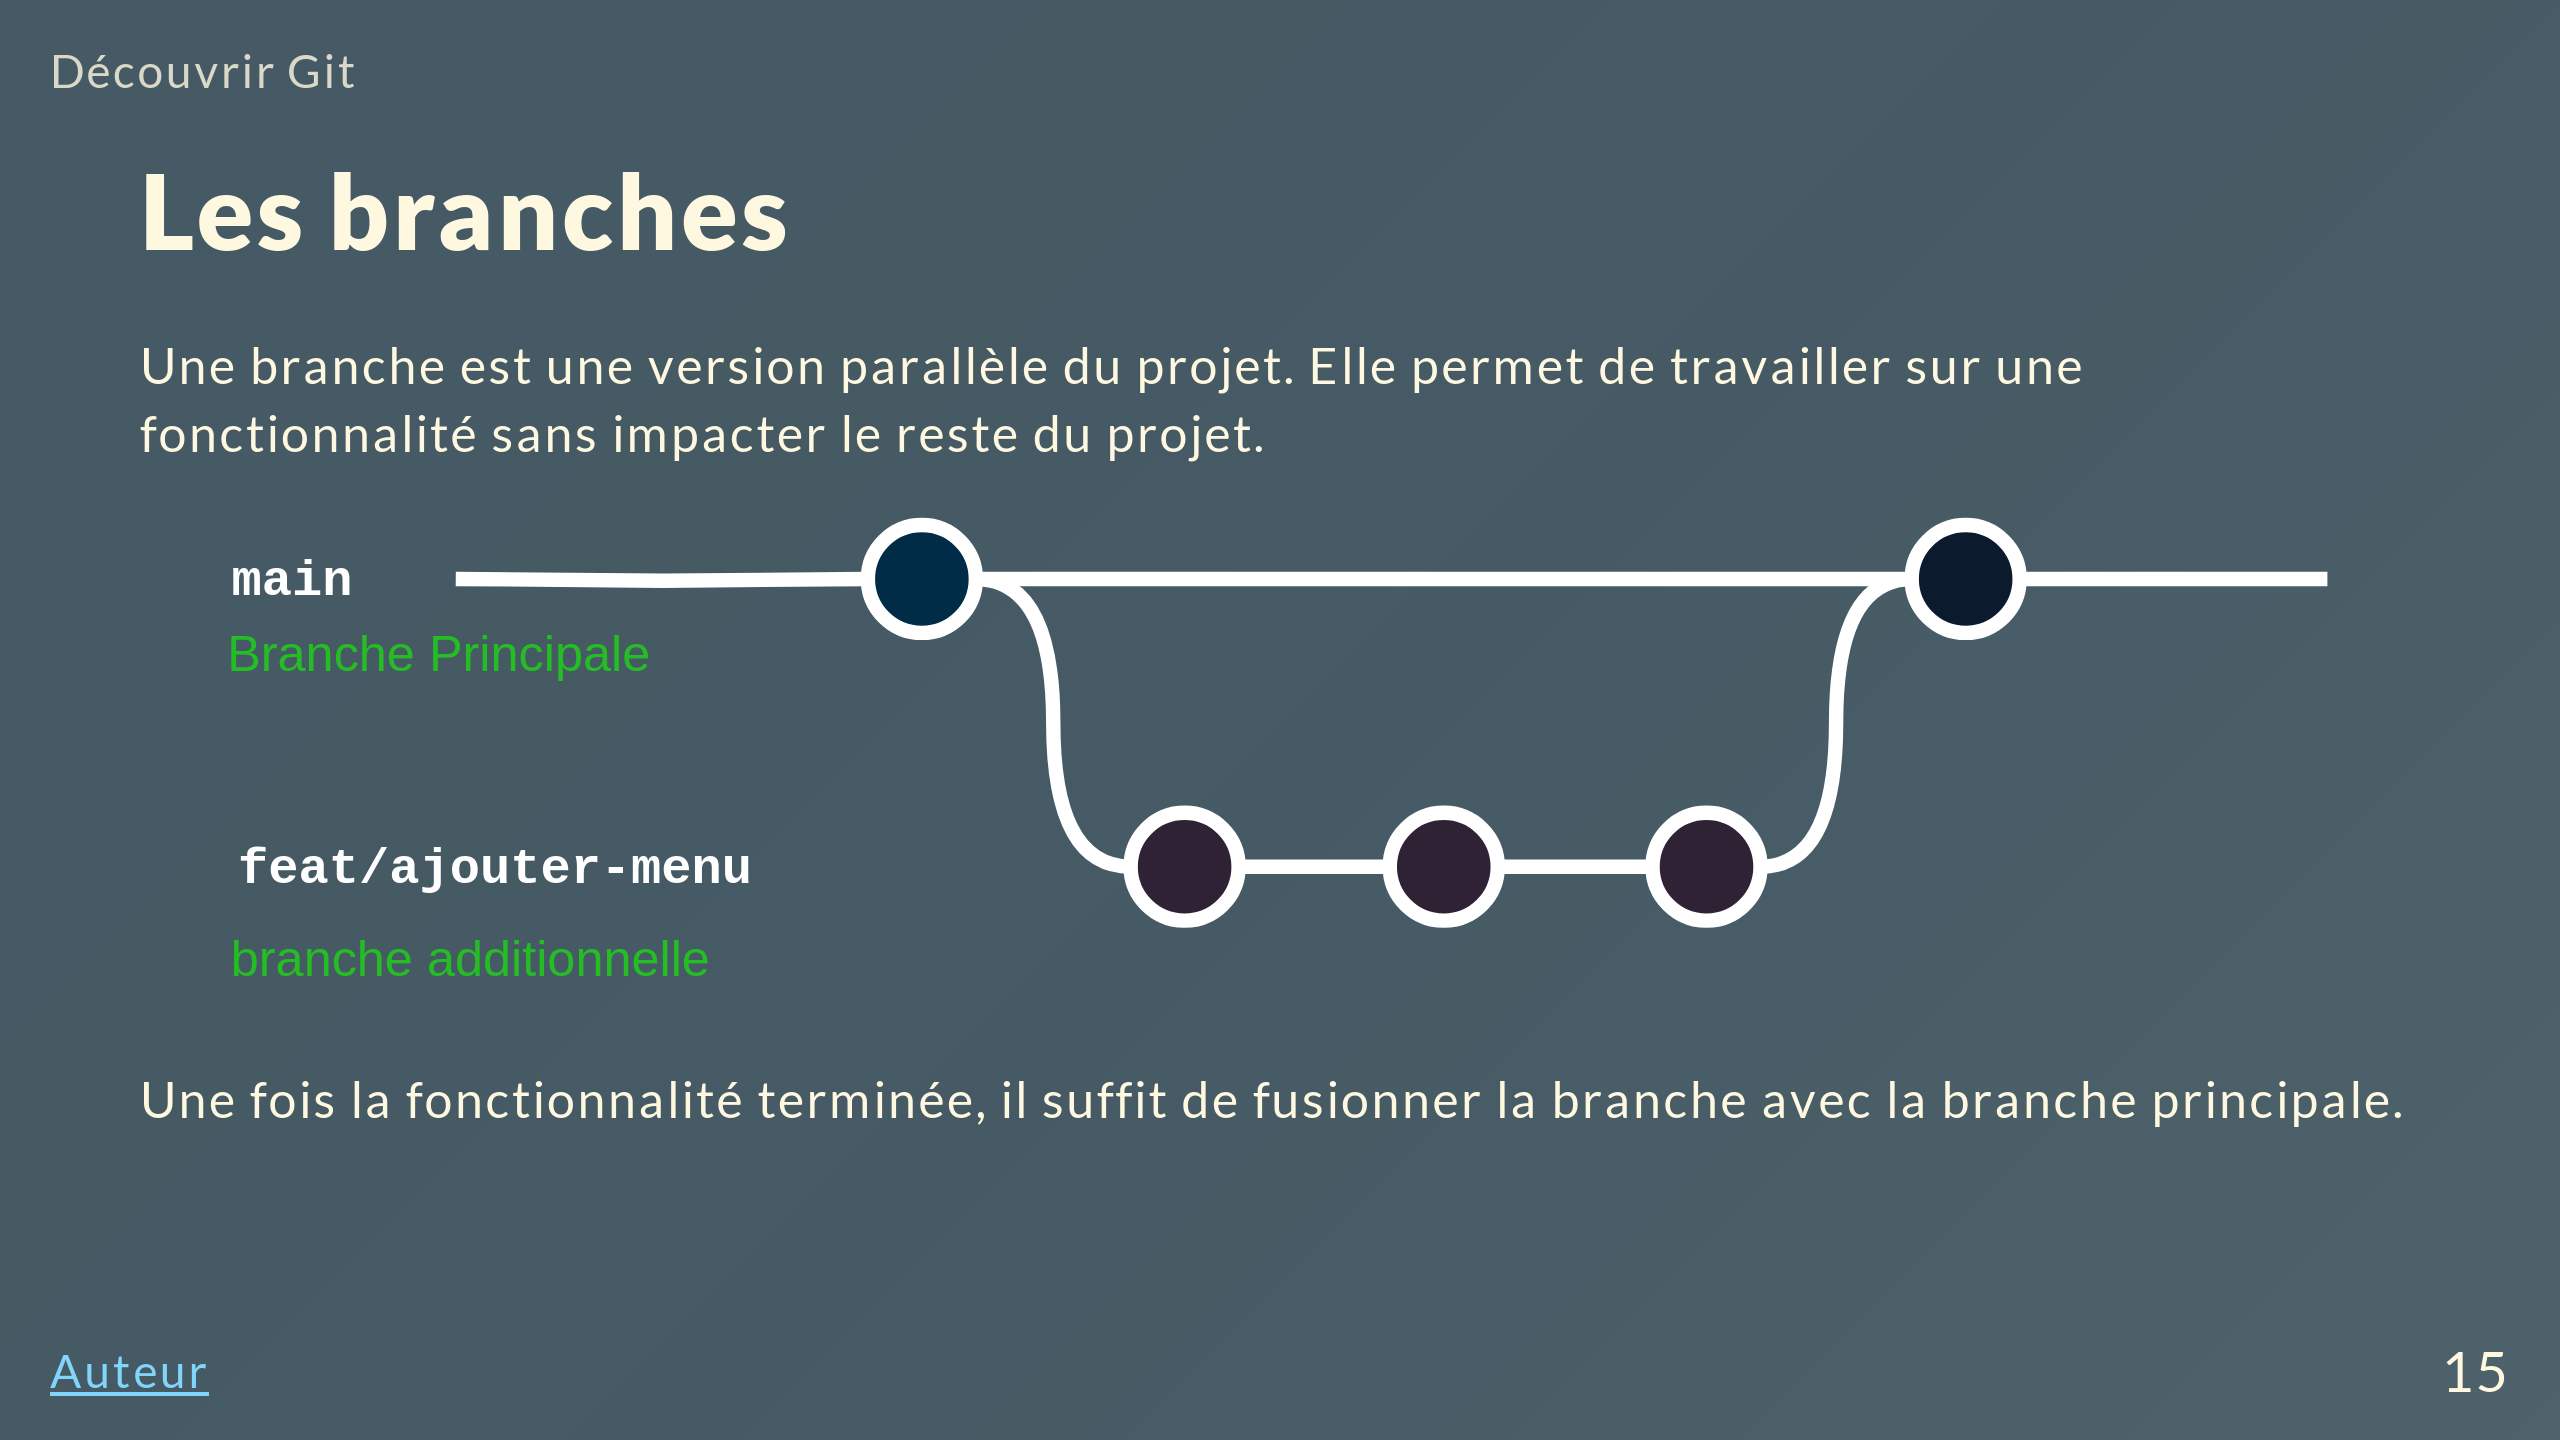 Découvrir Git
Les branches
Une branche est une version parallèle du projet. Elle permet de travailler sur une
fonctionnalité sans impacter le reste du projet.
main
Branche Principale
feat/ajouter-menu
branche additionnelle
Une fois la fonctionnalité terminée, il suffit de fusionner la branche avec la branche principale.
Auteur
15